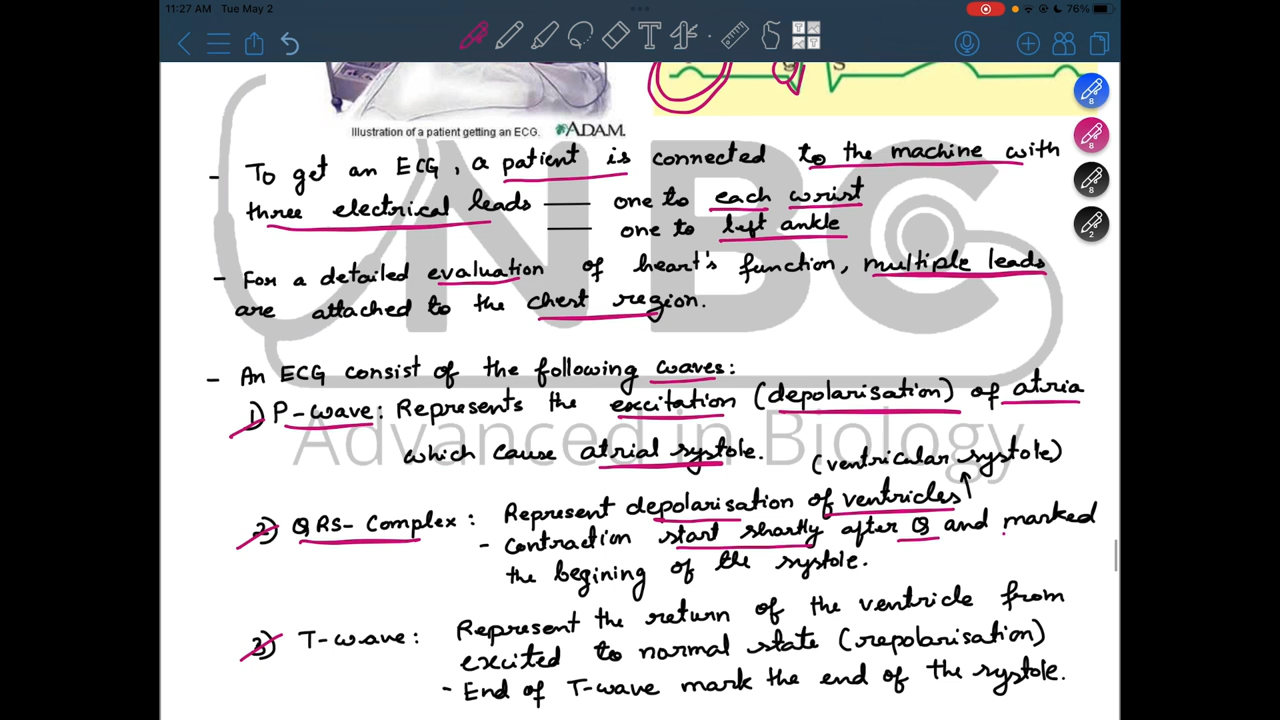 11:27 AM Tue May 2
76%
Illustration of a patient getting an ECG. ADAM.
S
- To get an ECG, a patient is connected to the machine with
three electrical leads — one to each wrist
— one to left ankle
- For a detailed evaluation of heart's function, multiple leads
are attached to the chest region.
- An ECG consist of the following waves:
1) P-wave: Represents the excitation (depolarisation) of atria
which cause atrial systole.
(ventricular systole)
2) QRS-Complex: Represent depolarisation of ventricles ↑
- Contraction start shortly after Q and marked
the begining of the systole.
3) T-wave: Represent the return of the ventricle from
excited to normal state (repolarisation)
- End of T-wave mark the end of the systole.
NBC
Advanced in Biology
8
8
8
2